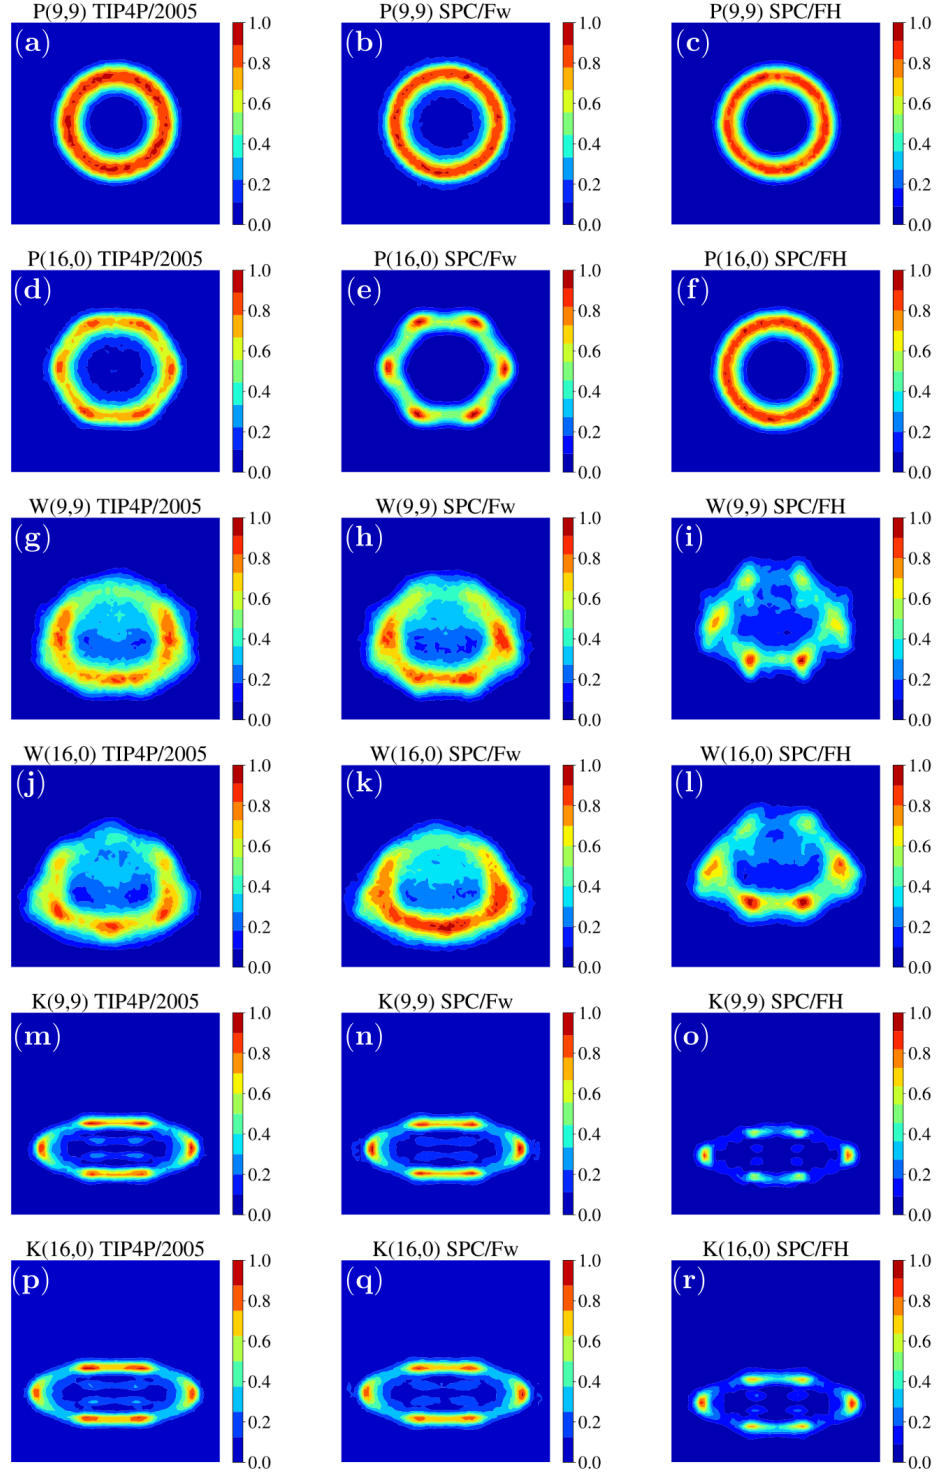 P(9,9) TIP4P/2005 P(9,9) SPC/Fw P(9,9) SPC/FH
(a) 1.0 (b) 1.0 (c) 1.0
0.8 0.8 0.8
0.6 0.6 0.6
0.4 0.4 0.4
0.2 0.2 0.2
0.0 0.0 0.0
P(16,0) TIP4P/2005 P(16,0) SPC/Fw P(16,0) SPC/FH
(d) 1.0 (e) 1.0 (f) 1.0
0.8 0.8 0.8
0.6 0.6 0.6
0.4 0.4 0.4
0.2 0.2 0.2
0.0 0.0 0.0
W(9,9) TIP4P/2005 W(9,9) SPC/Fw W(9,9) SPC/FH
(g) 1.0 (h) 1.0 (i) 1.0
0.8 0.8 0.8
0.6 0.6 0.6
0.4 0.4 0.4
0.2 0.2 0.2
0.0 0.0 0.0
W(16,0) TIP4P/2005 W(16,0) SPC/Fw W(16,0) SPC/FH
(j) 1.0 (k) 1.0 (l) 1.0
0.8 0.8 0.8
0.6 0.6 0.6
0.4 0.4 0.4
0.2 0.2 0.2
0.0 0.0 0.0
K(9,9) TIP4P/2005 K(9,9) SPC/Fw K(9,9) SPC/FH
(m) 1.0 (n) 1.0 (o) 1.0
0.8 0.8 0.8
0.6 0.6 0.6
0.4 0.4 0.4
0.2 0.2 0.2
0.0 0.0 0.0
K(16,0) TIP4P/2005 K(16,0) SPC/Fw K(16,0) SPC/FH
(p) 1.0 (q) 1.0 (r) 1.0
0.8 0.8 0.8
0.6 0.6 0.6
0.4 0.4 0.4
0.2 0.2 0.2
0.0 0.0 0.0